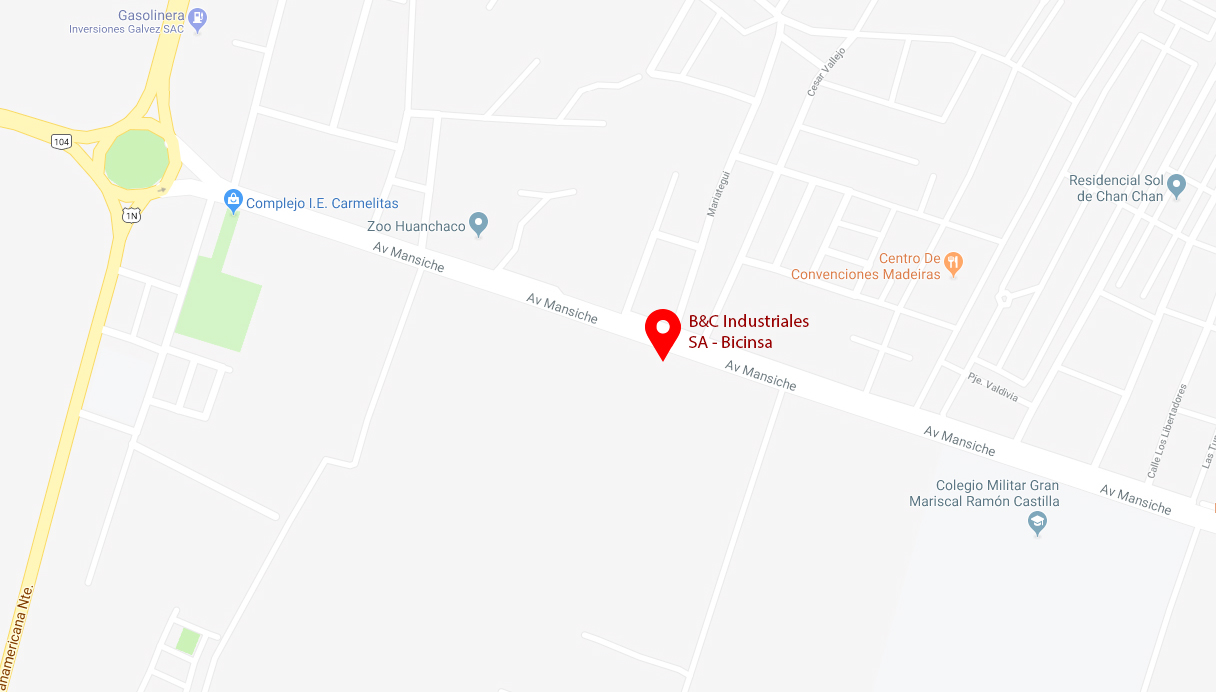 Gasolinera
Inversiones Galvez SAC
Cesar Vallejo
104
Mariategui
Residencial Sol
de Chan Chan
1N
Complejo I.E. Carmelitas
Zoo Huanchaco
Av Mansiche
Centro De
Convenciones Madeiras
Av Mansiche
B&C Industriales
SA - Bicinsa
Av Mansiche
Pje. Valdivia
Calle Los Libertadores
Av Mansiche
Las Tu
Colegio Militar Gran
Mariscal Ramón Castilla
Av Mansiche
anamericana Nte.